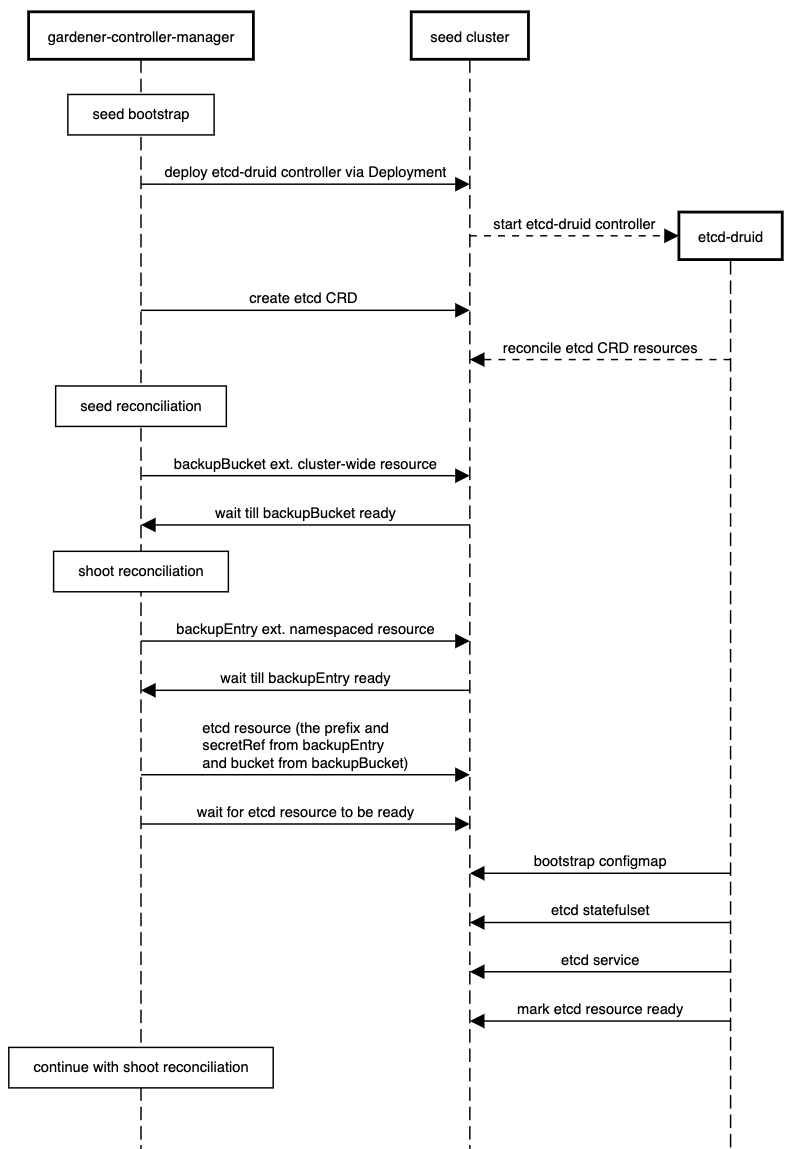 gardener-controller-manager
seed cluster
seed bootstrap
deploy etcd-druid controller via Deployment
start etcd-druid controller
etcd-druid
create etcd CRD
reconcile etcd CRD resources
seed reconciliation
backupBucket ext. cluster-wide resource
wait till backupBucket ready
shoot reconciliation
backupEntry ext. namespaced resource
wait till backupEntry ready
etcd resource (the prefix and
secretRef from backupEntry
and bucket from backupBucket)
wait for etcd resource to be ready
bootstrap configmap
etcd statefulset
etcd service
mark etcd resource ready
continue with shoot reconciliation